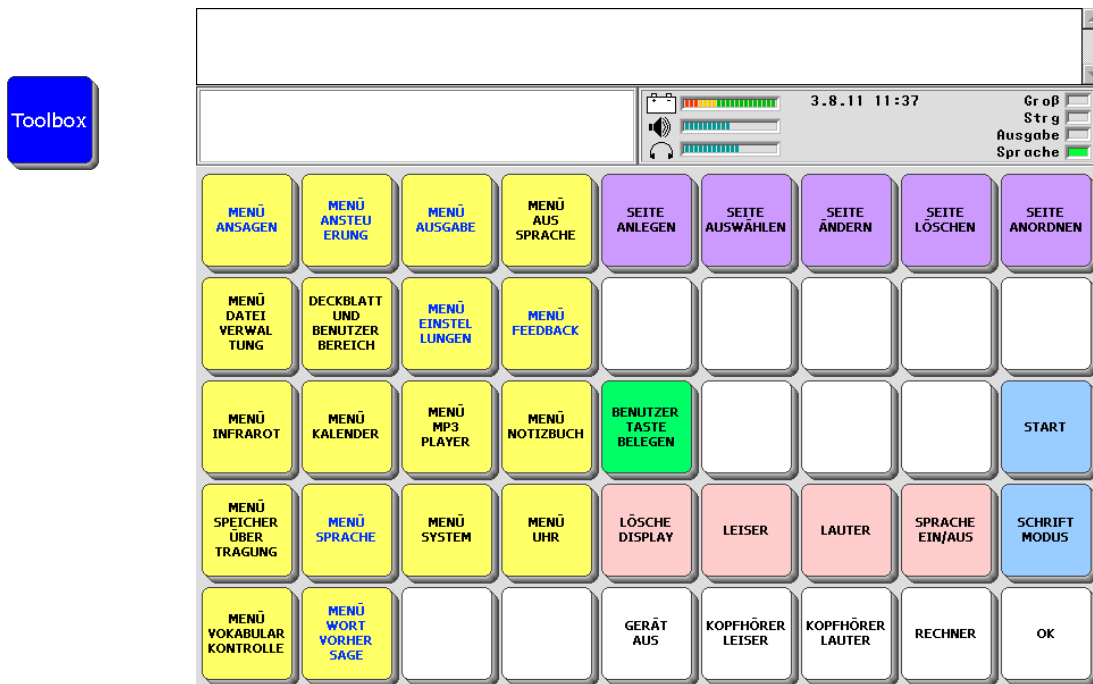 Toolbox
3.8.11 11:37
Groß
Strg
Ausgabe
Sprache
MENÜ
ANSAGEN
MENÜ
ANSTEU
ERUNG
MENÜ
AUSGABE
MENÜ
AUS
SPRACHE
SEITE
ANLEGEN
SEITE
AUSWÄHLEN
SEITE
ÄNDERN
SEITE
LÖSCHEN
SEITE
ANORDNEN
MENÜ
DATEI
VERWAL
TUNG
DECKBLATT
UND
BENUTZER
BEREICH
MENÜ
EINSTEL
LUNGEN
MENÜ
FEEDBACK
MENÜ
INFRAROT
MENÜ
KALENDER
MENÜ
MP3
PLAYER
MENÜ
NOTIZBUCH
BENUTZER
TASTE
BELEGEN
START
MENÜ
SPEICHER
ÜBER
TRAGUNG
MENÜ
SPRACHE
MENÜ
SYSTEM
MENÜ
UHR
LÖSCHE
DISPLAY
LEISER
LAUTER
SPRACHE
EIN/AUS
SCHRIFT
MODUS
MENÜ
VOKABULAR
KONTROLLE
MENÜ
WORT
VORHER
SAGE
GERÄT
AUS
KOPFHÖRER
LEISER
KOPFHÖRER
LAUTER
RECHNER
OK